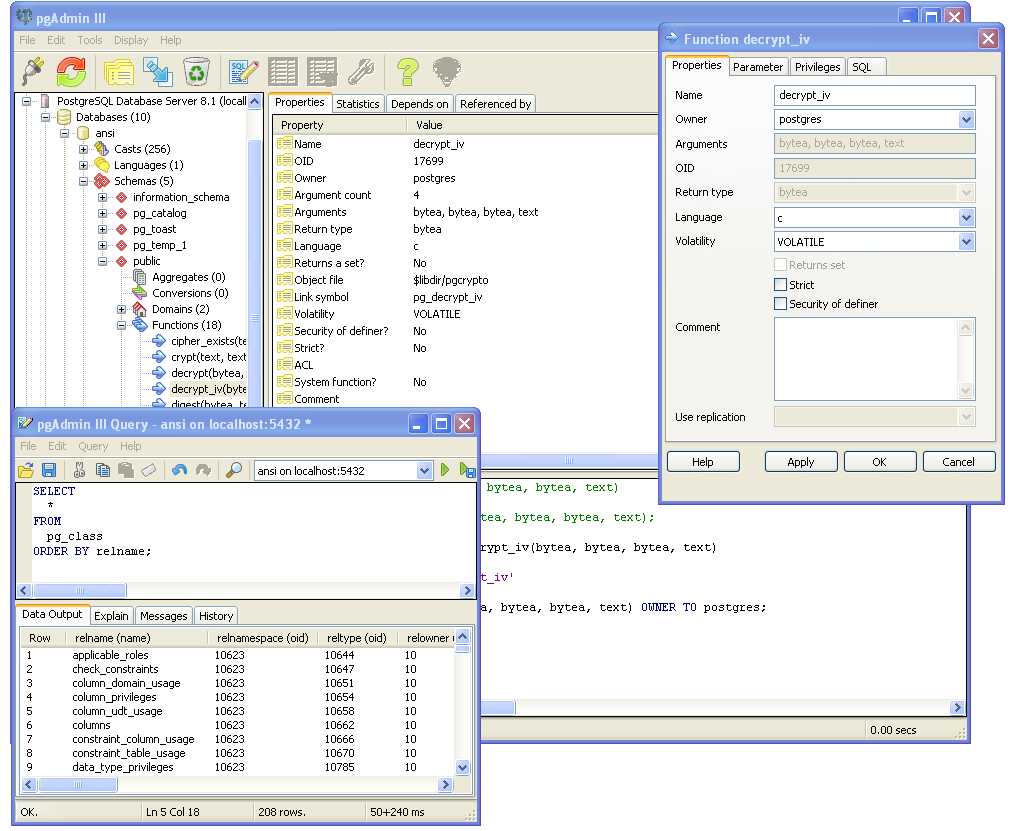 pgAdmin III
File Edit Tools Display Help
PostgreSQL Database Server 8.1 (local
Databases (10)
ansi
Casts (256)
Languages (1)
Schemas (5)
information_schema
pg_catalog
pg_toast
pg_temp_1
public
Aggregates (0)
Conversions (0)
Domains (2)
Functions (18)
cipher_exists(te
crypt(text, text
decrypt(bytea,
decrypt_iv(byte
digest(bytea, te
Properties Statistics Depends on Referenced by
Property Value
Name decrypt_iv
OID 17699
Owner postgres
Argument count 4
Arguments bytea, bytea, bytea, text
Return type bytea
Language c
Returns a set? No
Object file $libdir/pgcrypto
Link symbol pg_decrypt_iv
Volatility VOLATILE
Security of definer? No
Strict? No
ACL
System function? No
Comment
bytea, bytea, text)
tea, bytea, bytea, text);
rypt_iv(bytea, bytea, bytea, text)
t_iv'
a, bytea, bytea, text) OWNER TO postgres;
0.00 secs
Function decrypt_iv
Properties Parameter Privileges SQL
Name decrypt_iv
Owner postgres
Arguments bytea, bytea, bytea, text
OID 17699
Return type bytea
Language c
Volatility VOLATILE
Returns set
Strict
Security of definer
Comment
Use replication
Help Apply OK Cancel
pgAdmin III Query - ansi on localhost:5432 *
File Edit Query Help
ansi on localhost:5432
SELECT
*
FROM
pg_class
ORDER BY relname;
Data Output Explain Messages History
Row relname (name) relnamespace (oid) reltype (oid) relowner
1 applicable_roles 10623 10644 10
2 check_constraints 10623 10647 10
3 column_domain_usage 10623 10651 10
4 column_privileges 10623 10654 10
5 column_udt_usage 10623 10658 10
6 columns 10623 10662 10
7 constraint_column_usage 10623 10666 10
8 constraint_table_usage 10623 10670 10
9 data_type_privileges 10623 10785 10
OK. Ln 5 Col 18 208 rows. 50+240 ms